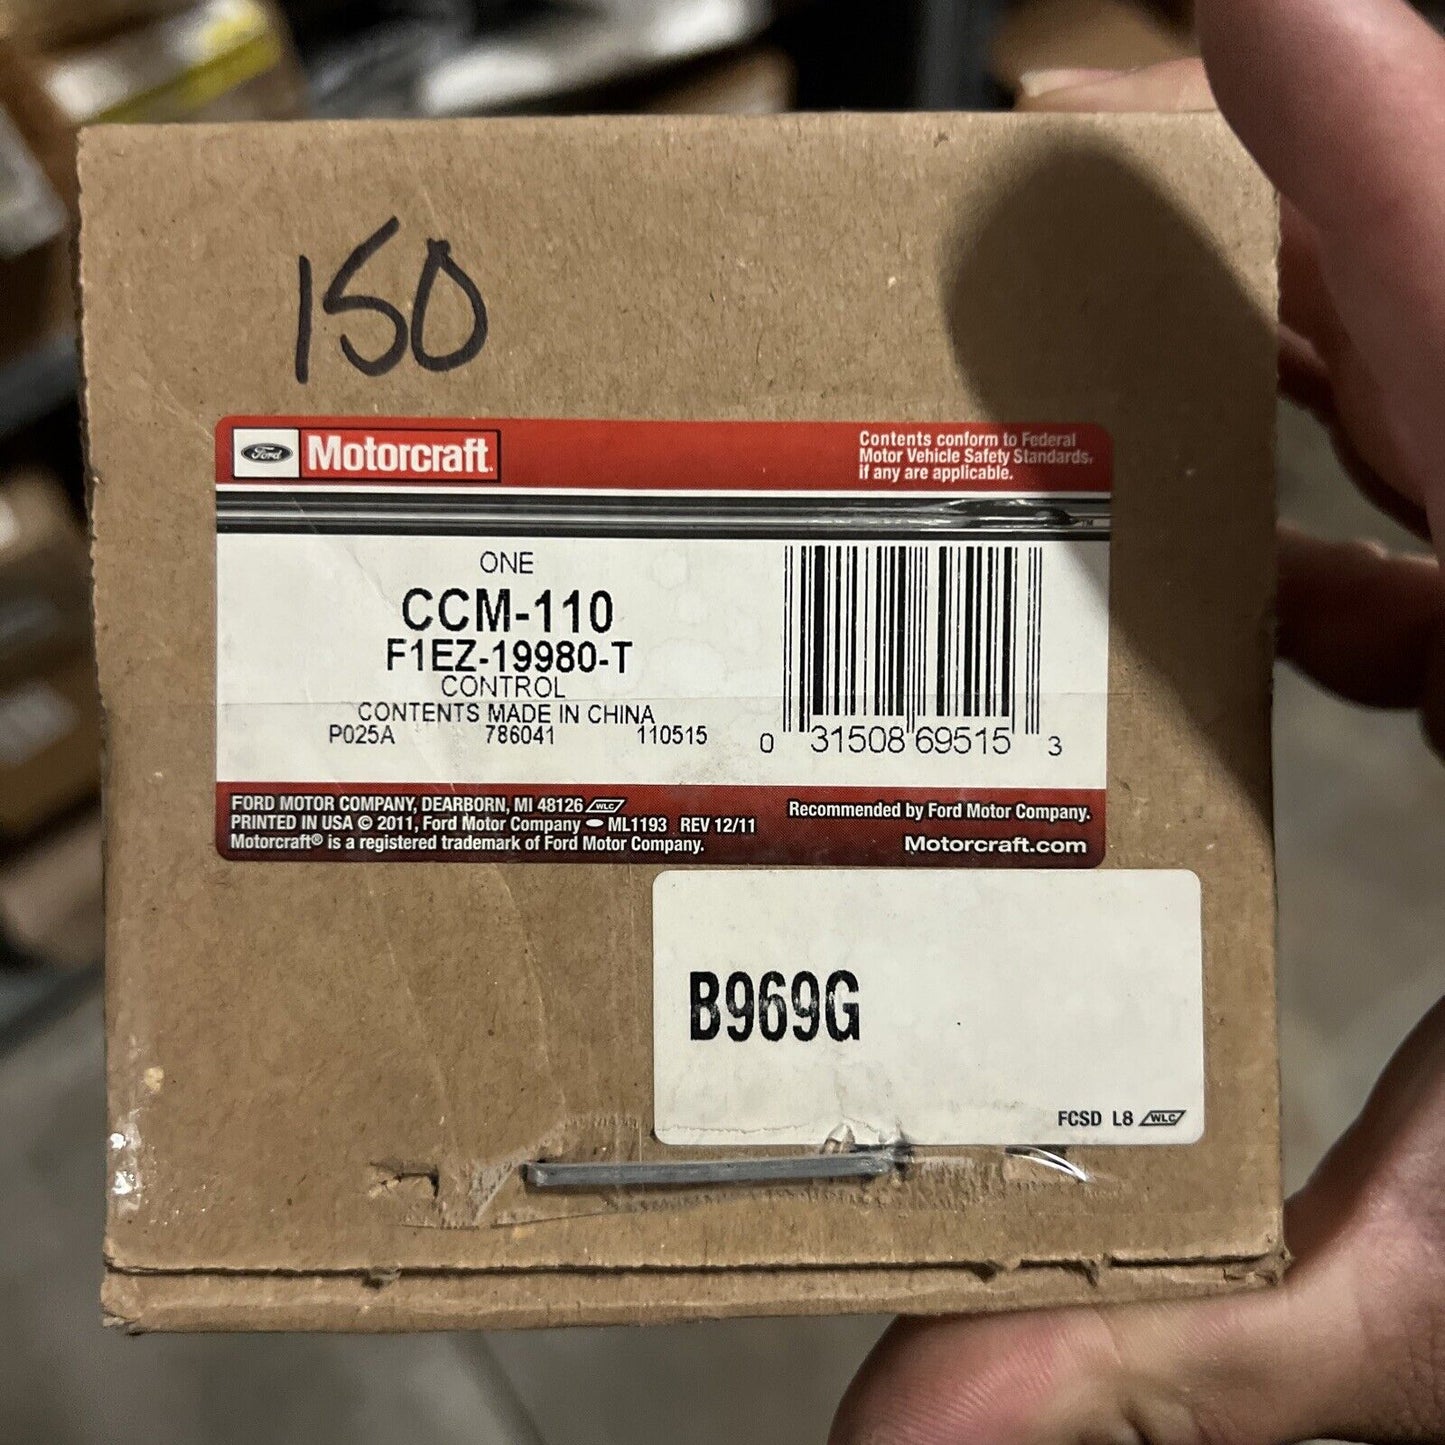 150
Ford Motorcraft
Contents conform to Federal
Motor Vehicle Safety Standards,
if any are applicable.
ONE
CCM-110
F1EZ-19980-T
CONTROL
CONTENTS MADE IN CHINA
P025A 786041 110515
0 31508 69515 3
FORD MOTOR COMPANY, DEARBORN, MI 48126 WLC
PRINTED IN USA © 2011, Ford Motor Company ML1193 REV 12/11
Motorcraft® is a registered trademark of Ford Motor Company.
Recommended by Ford Motor Company.
Motorcraft.com
B969G
FCSD L8 WLC